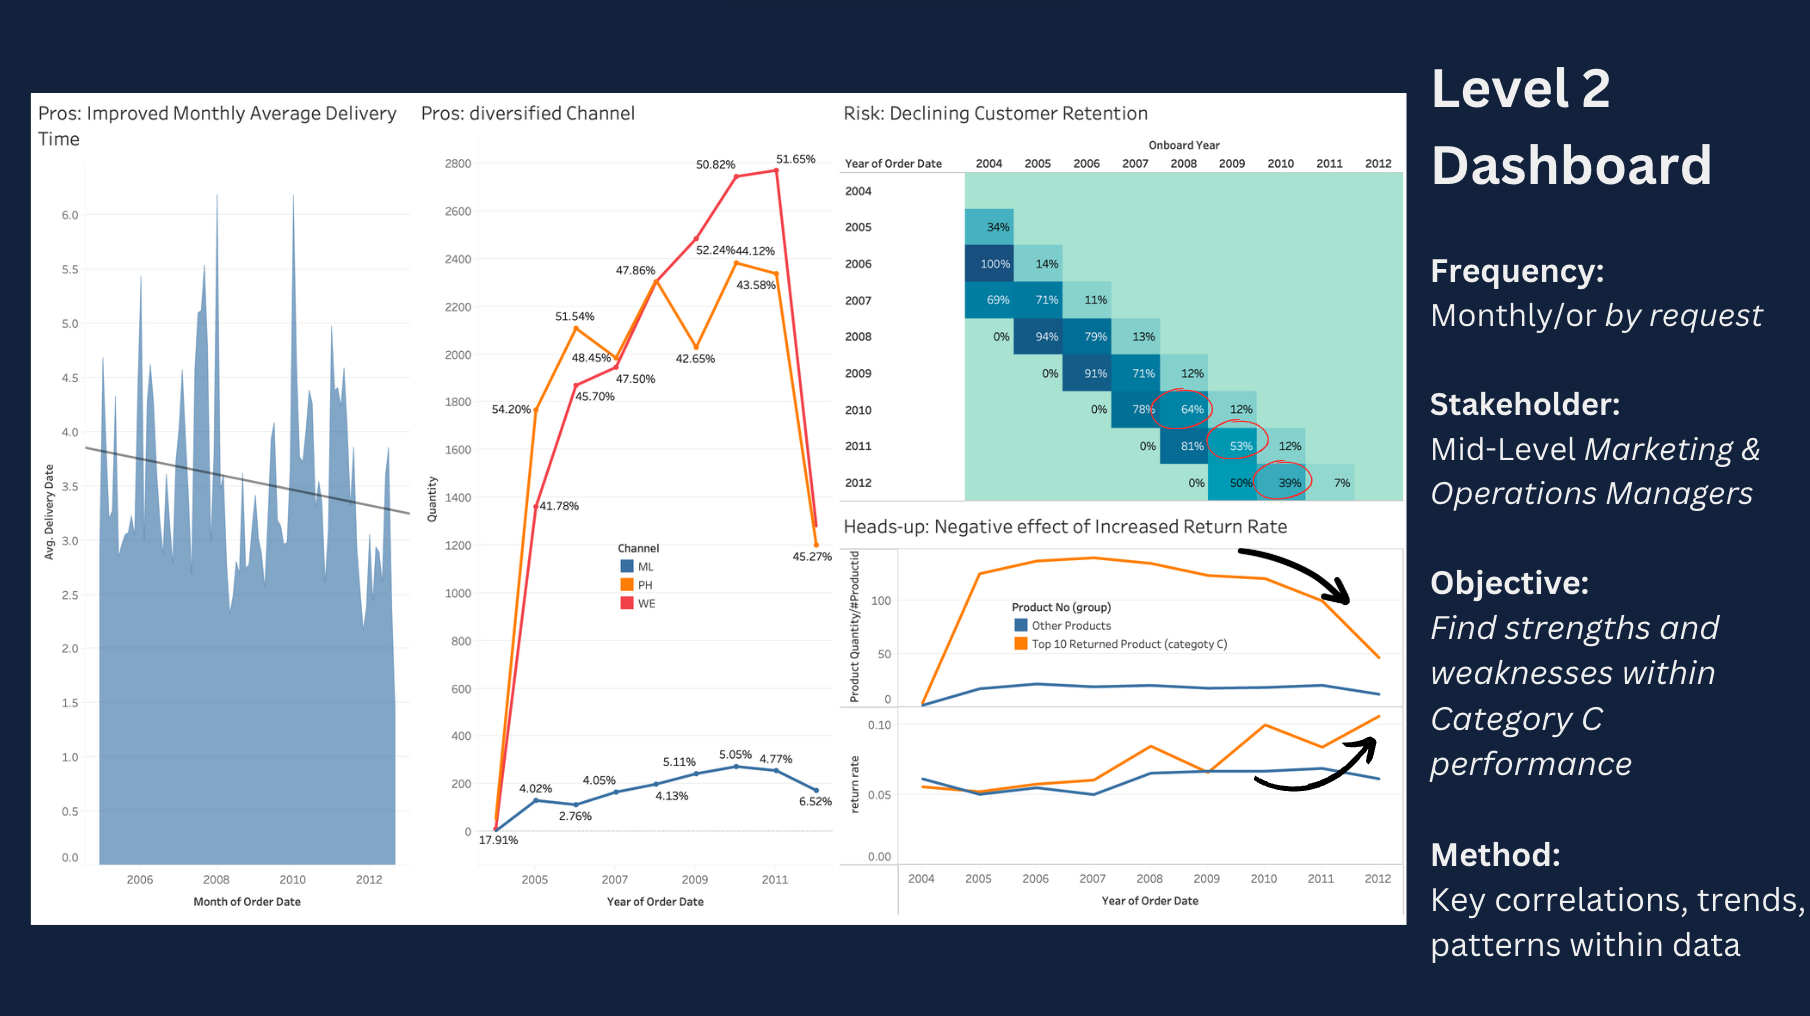 Pros: Improved Monthly Average Delivery
Time
Avg. Delivery Date
6.0
5.5
5.0
4.5
4.0
3.5
3.0
2.5
2.0
1.5
1.0
0.5
0.0
2006 2008 2010 2012
Month of Order Date
Pros: diversified Channel
Quantity
2800
2600
2400
2200
2000
1800
1600
1400
1200
1000
800
600
400
200
0
50.82% 51.65%
52.24% 44.12%
47.86%
43.58%
51.54%
48.45% 42.65%
47.50%
45.70%
54.20%
41.78%
45.27%
Channel
ML
PH
WE
5.05% 4.77%
5.11%
4.05%
4.02%
4.13%
6.52%
2.76%
17.91%
2005 2007 2009 2011
Year of Order Date
Risk: Declining Customer Retention
Onboard Year
Year of Order Date 2004 2005 2006 2007 2008 2009 2010 2011 2012
2004
2005 34%
2006 100% 14%
2007 69% 71% 11%
2008 0% 94% 79% 13%
2009 0% 91% 71% 12%
2010 0% 78% 64% 12%
2011 0% 81% 53% 12%
2012 0% 50% 39% 7%
Heads-up: Negative effect of Increased Return Rate
Product Quantity/#Productid
100
50
0
Product No (group)
Other Products
Top 10 Returned Product (categoty C)
return rate
0.10
0.05
0.00
2004 2005 2006 2007 2008 2009 2010 2011 2012
Year of Order Date
Level 2
Dashboard
Frequency:
Monthly/or by request
Stakeholder:
Mid-Level Marketing &
Operations Managers
Objective:
Find strengths and
weaknesses within
Category C
performance
Method:
Key correlations, trends,
patterns within data